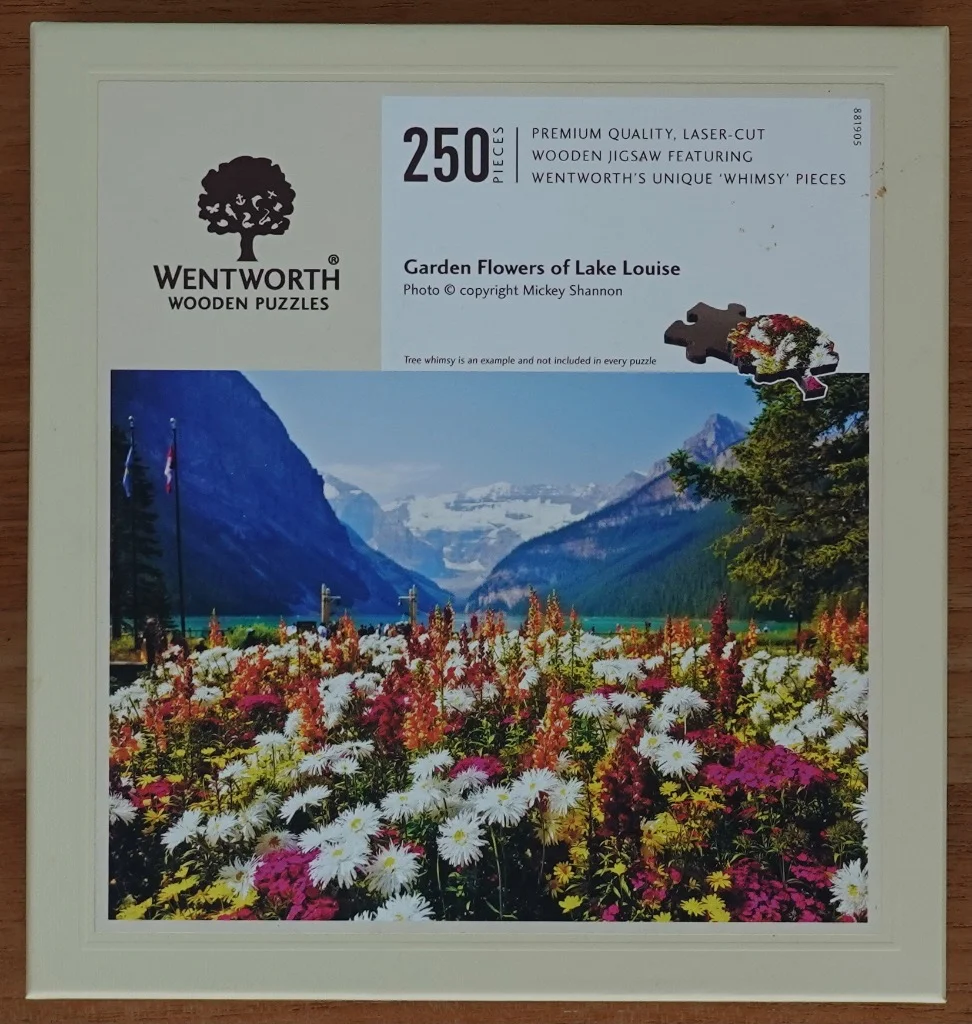 250 PIECES
PREMIUM QUALITY, LASER-CUT
WOODEN JIGSAW FEATURING
WENTWORTH'S UNIQUE 'WHIMSY' PIECES
881905
WENTWORTH®
WOODEN PUZZLES
Garden Flowers of Lake Louise
Photo © copyright Mickey Shannon
Tree whimsy is an example and not included in every puzzle